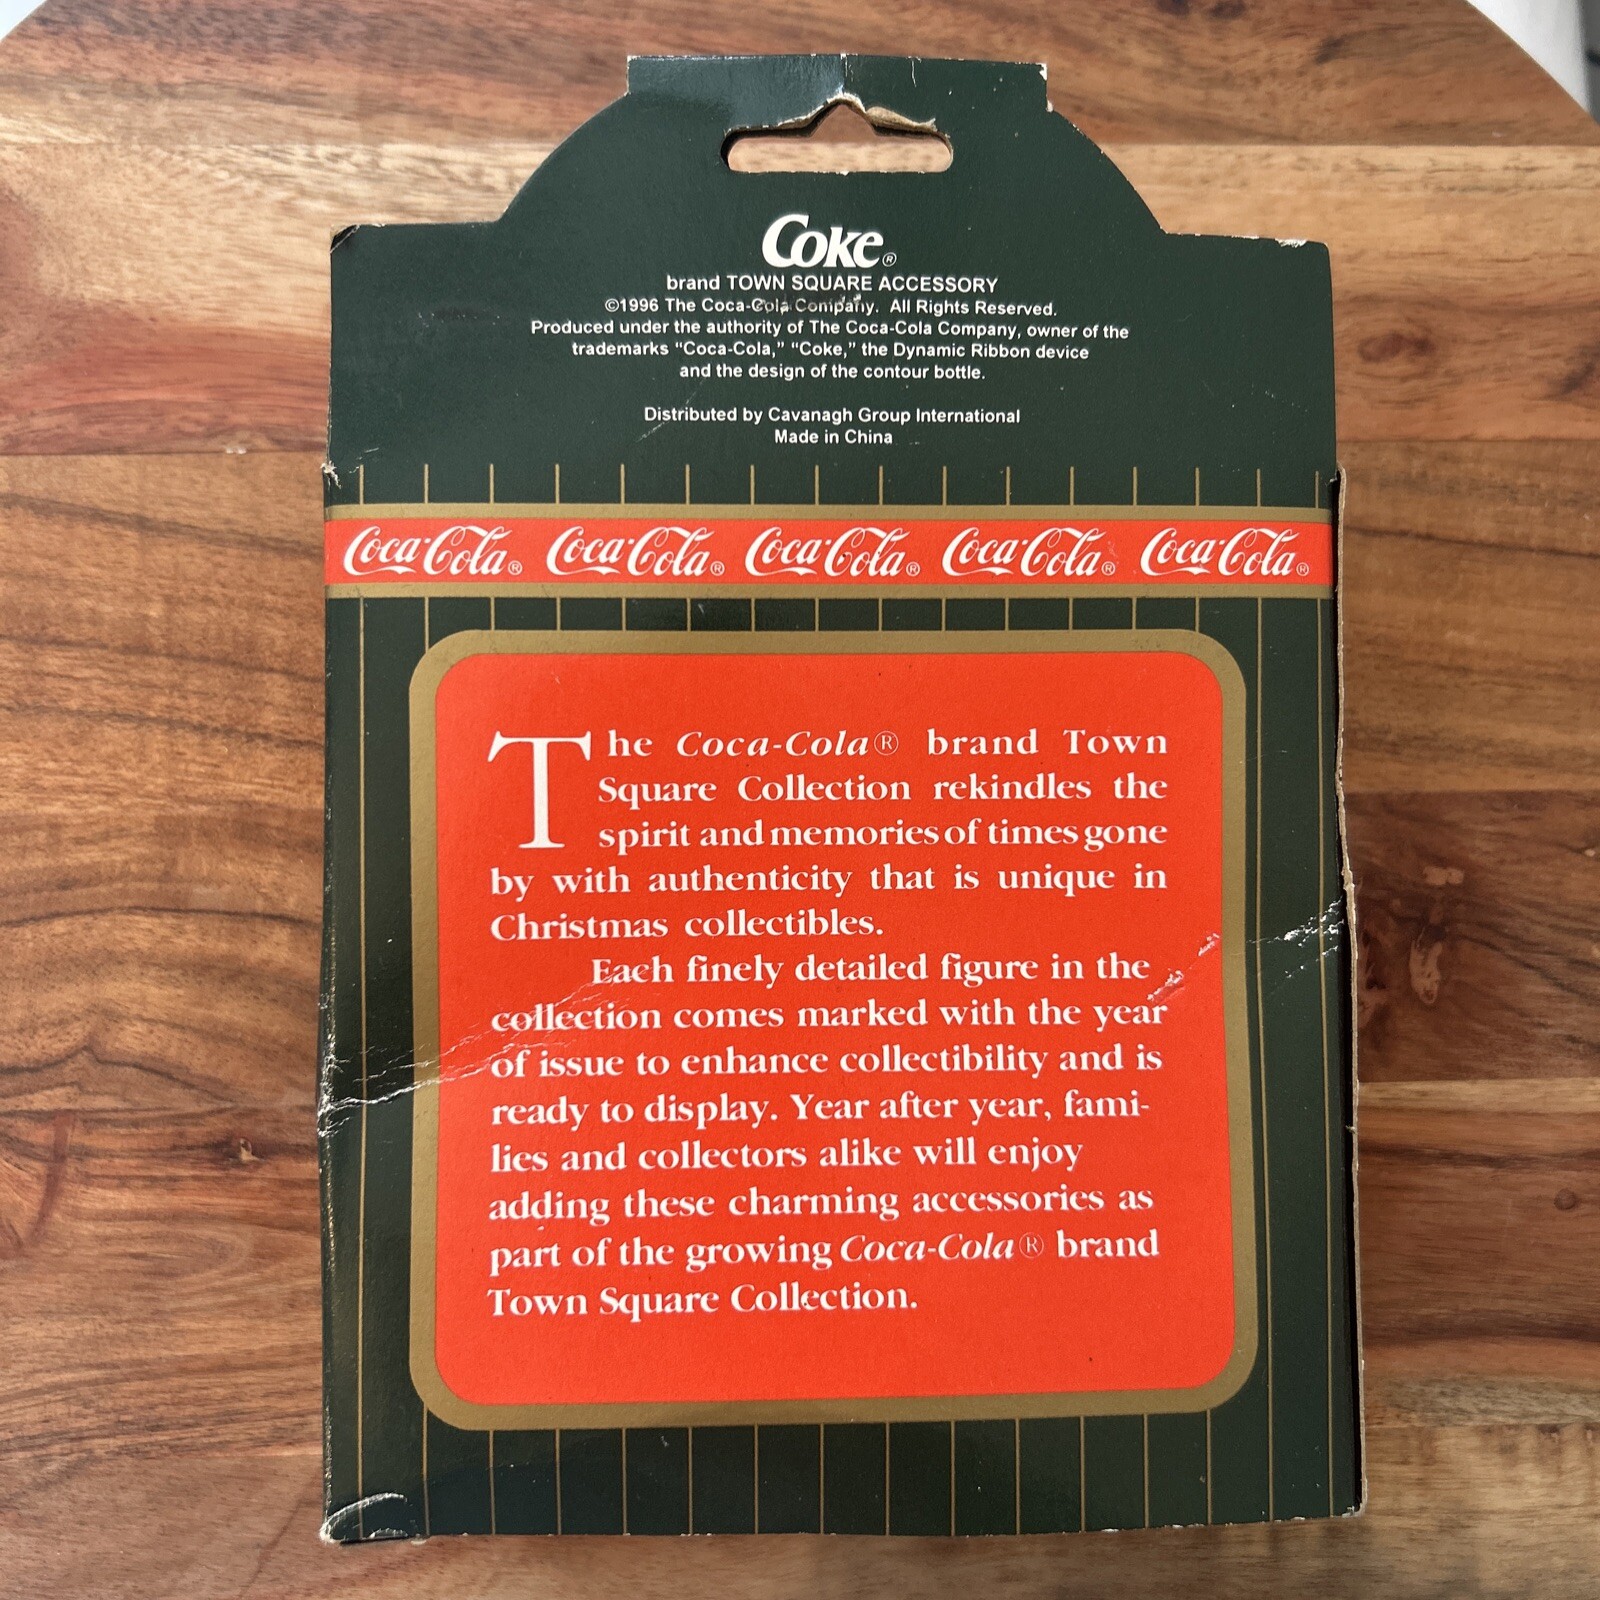 Coke®
brand TOWN SQUARE ACCESSORY
©1996 The Coca-Cola Company. All Rights Reserved.
Produced under the authority of The Coca-Cola Company, owner of the
trademarks “Coca-Cola,” “Coke,” the Dynamic Ribbon device
and the design of the contour bottle.
Distributed by Cavanagh Group International
Made in China
Coca-Cola® Coca-Cola® Coca-Cola® Coca-Cola® Coca-Cola®
The Coca-Cola® brand Town
Square Collection rekindles the
spirit and memories of times gone
by with authenticity that is unique in
Christmas collectibles.
Each finely detailed figure in the
collection comes marked with the year
of issue to enhance collectibility and is
ready to display. Year after year, fami-
lies and collectors alike will enjoy
adding these charming accessories as
part of the growing Coca-Cola® brand
Town Square Collection.